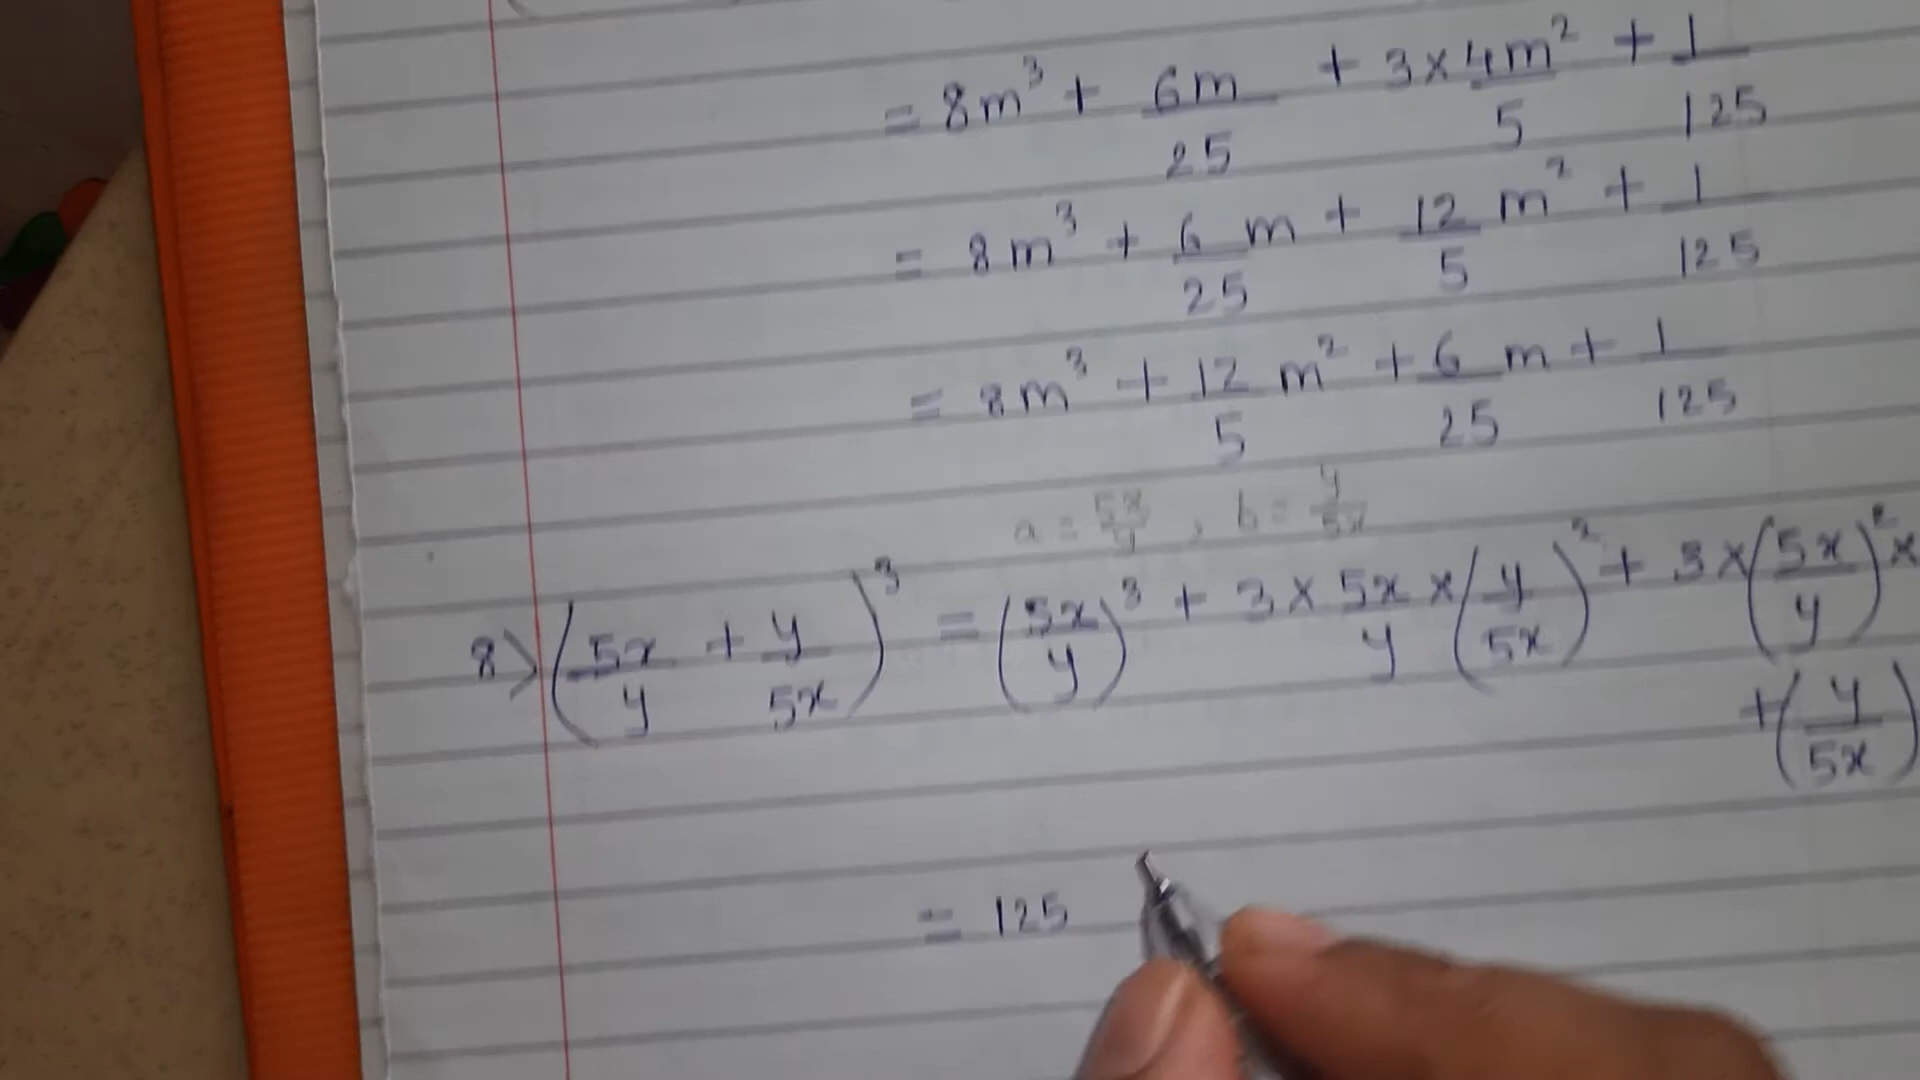 = 8m³ + 6m/25 + 3×4m²/5 + 1/125
= 8m³ + 6/25 m + 12/5 m² + 1/125
= 8m³ + 12/5 m² + 6/25 m + 1/125
a = 5x/y , b = y/5x
8> (5x/y + y/5x)³ = (5x/y)³ + 3 × 5x/y × (y/5x)² + 3 × (5x/y)² ×
+ (y/5x)
= 125